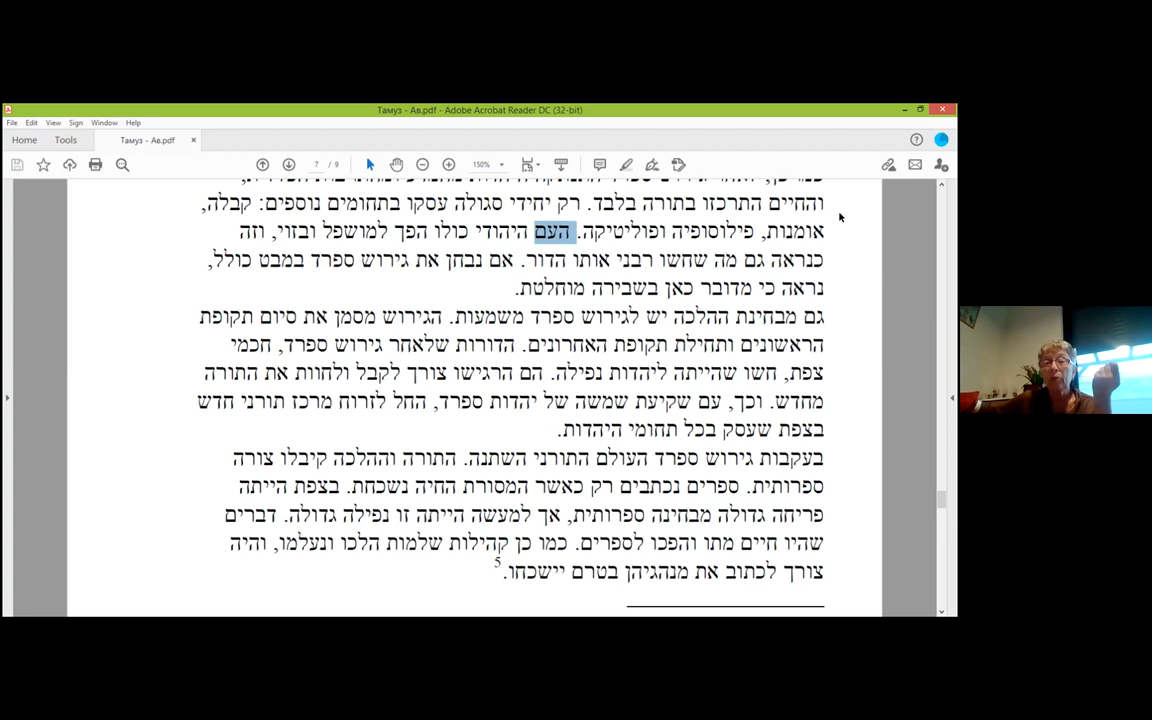 Тамуз - Ав.pdf - Adobe Acrobat Reader DC (32-bit)
File Edit View Sign Window Help
Home Tools Тамуз - Ав.pdf ×
7 / 9 150%
והחיים התרכזו בתורה בלבד. רק יחידי סגולה עסקו בתחומים נוספים: קבלה,
אומנות, פילוסופיה ופוליטיקה. העם היהודי כולו הפך למושפל ובזוי, וזה
כנראה גם מה שחשו רבני אותו הדור. אם נבחן את גירוש ספרד במבט כולל,
נראה כי מדובר כאן בשבירה מוחלטת.
גם מבחינת ההלכה יש לגירוש ספרד משמעות. הגירוש מסמן את סיום תקופת
הראשונים ותחילת תקופת האחרונים. הדורות שלאחר גירוש ספרד, חכמי
צפת, חשו שהייתה ליהדות נפילה. הם הרגישו צורך לקבל ולחוות את התורה
מחדש. וכך, עם שקיעת שמשה של יהדות ספרד, החל לזרוח מרכז תורני חדש
בצפת שעסק בכל תחומי היהדות.
בעקבות גירוש ספרד העולם התורני השתנה. התורה וההלכה קיבלו צורה
ספרותית. ספרים נכתבים רק כאשר המסורת החיה נשכחת. בצפת הייתה
פריחה גדולה מבחינה ספרותית, אך למעשה הייתה זו נפילה גדולה. דברים
שהיו חיים מתו והפכו לספרים. כמו כן קהילות שלמות הלכו ונעלמו, והיה
צורך לכתוב את מנהגיהן בטרם יישכחו.5